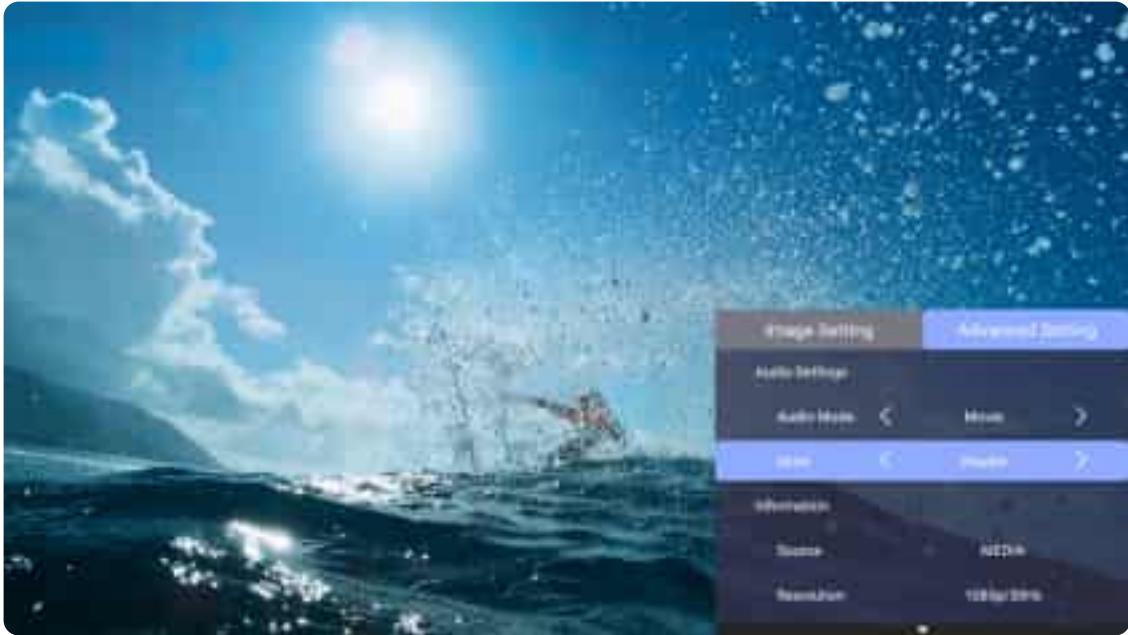 Image Setting Advanced Setting
Audio Settings
Audio Mode Movie
Information
Source MEDIA
Resolution